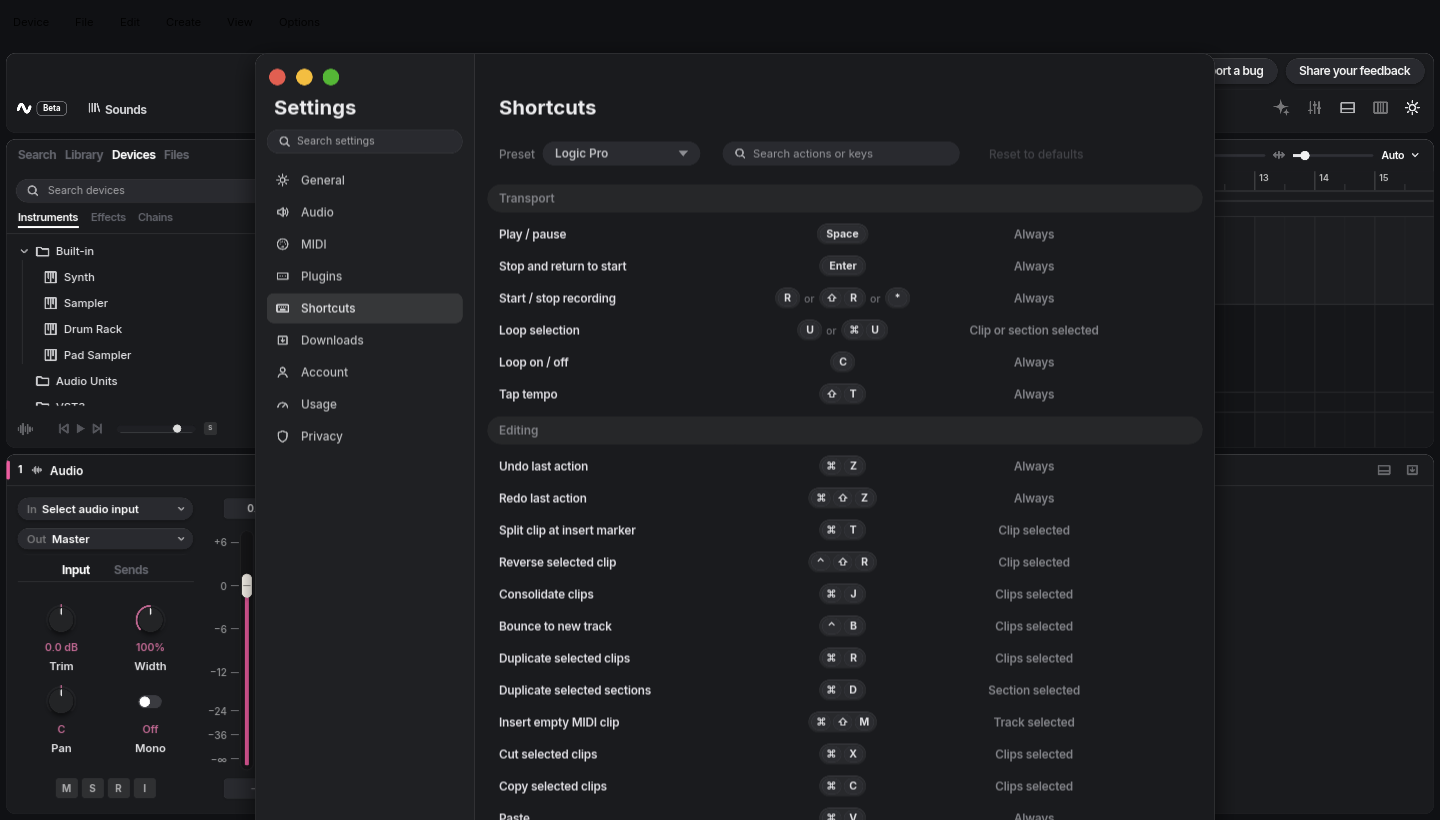 Device File Edit Create View Options
Report a bug Share your feedback
Beta Sounds
Search Library Devices Files
Search devices
Instruments Effects Chains
Built-in
Synth
Sampler
Drum Rack
Pad Sampler
Audio Units
VST3
S
1 Audio
In Select audio input
Out Master
Input Sends
0.0 dB 100%
Trim Width
C Off
Pan Mono
M S R I
+6
0
−6
−12
−24
−36
−∞
Settings
Search settings
General
Audio
MIDI
Plugins
Shortcuts
Downloads
Account
Usage
Privacy
Shortcuts
Preset Logic Pro Search actions or keys Reset to defaults
Transport
Play / pause Space Always
Stop and return to start Enter Always
Start / stop recording R or ⇧ R or * Always
Loop selection U or ⌘ U Clip or section selected
Loop on / off C Always
Tap tempo ⇧ T Always
Editing
Undo last action ⌘ Z Always
Redo last action ⌘ ⇧ Z Always
Split clip at insert marker ⌘ T Clip selected
Reverse selected clip ^ ⇧ R Clip selected
Consolidate clips ⌘ J Clips selected
Bounce to new track ^ B Clips selected
Duplicate selected clips ⌘ R Clips selected
Duplicate selected sections ⌘ D Section selected
Insert empty MIDI clip ⌘ ⇧ M Track selected
Cut selected clips ⌘ X Clips selected
Copy selected clips ⌘ C Clips selected
Paste ⌘ V Always
Auto
13 14 15